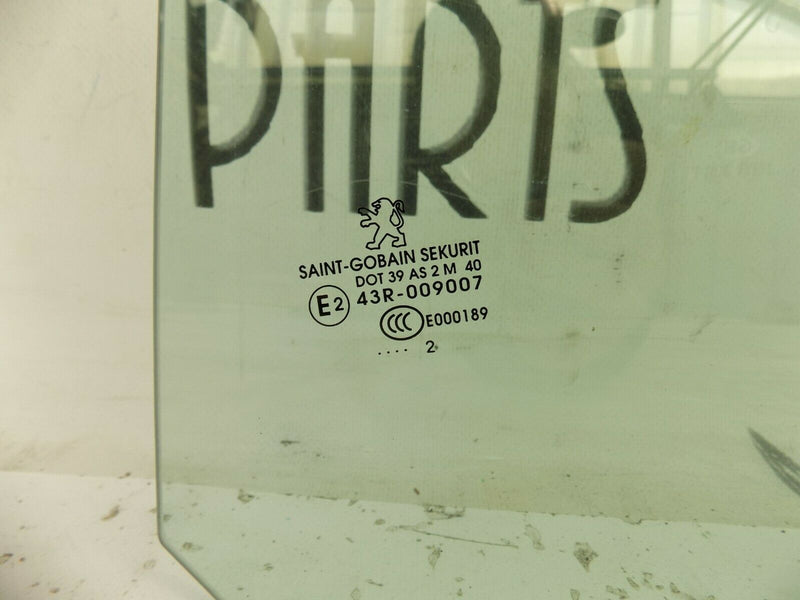 PARTS
SAINT-GOBAIN SEKURIT
DOT 39 AS 2 M 40
E2 43R-009007
CCC E000189
.... 2